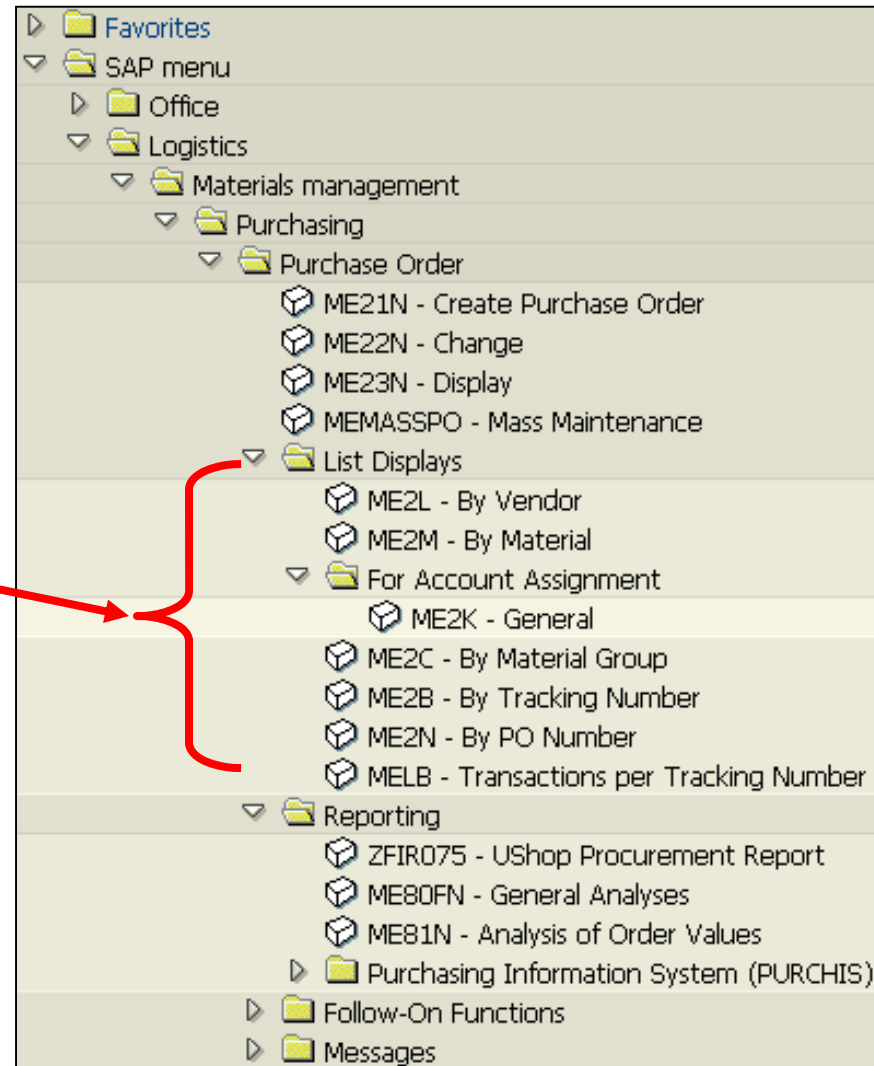 Favorites
SAP menu
Office
Logistics
Materials management
Purchasing
Purchase Order
ME21N - Create Purchase Order
ME22N - Change
ME23N - Display
MEMASSPO - Mass Maintenance
List Displays
ME2L - By Vendor
ME2M - By Material
For Account Assignment
ME2K - General
ME2C - By Material Group
ME2B - By Tracking Number
ME2N - By PO Number
MELB - Transactions per Tracking Number
Reporting
ZFIR075 - UShop Procurement Report
ME80FN - General Analyses
ME81N - Analysis of Order Values
Purchasing Information System (PURCHIS)
Follow-On Functions
Messages